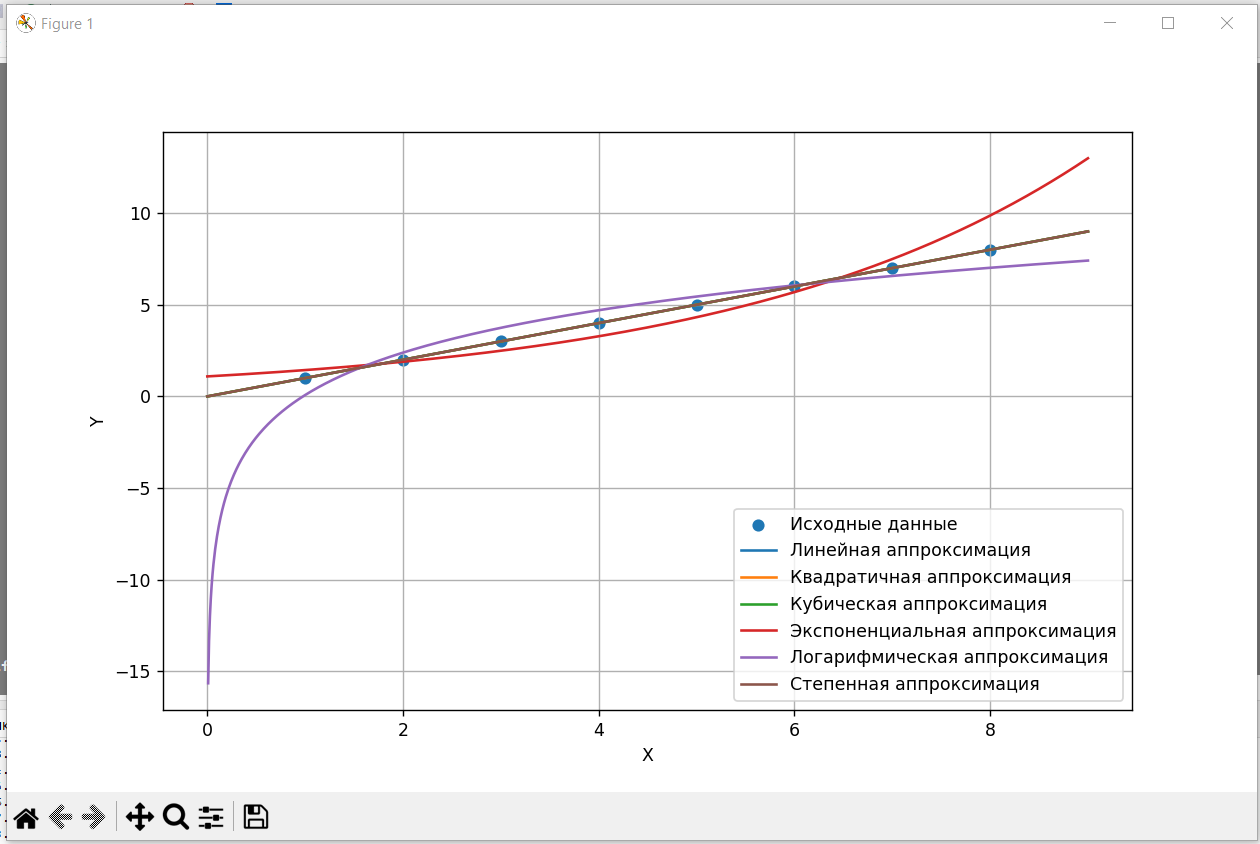 Figure 1
10
5
0
−5
−10
−15
Y
0 2 4 6 8
X
Исходные данные
Линейная аппроксимация
Квадратичная аппроксимация
Кубическая аппроксимация
Экспоненциальная аппроксимация
Логарифмическая аппроксимация
Степенная аппроксимация